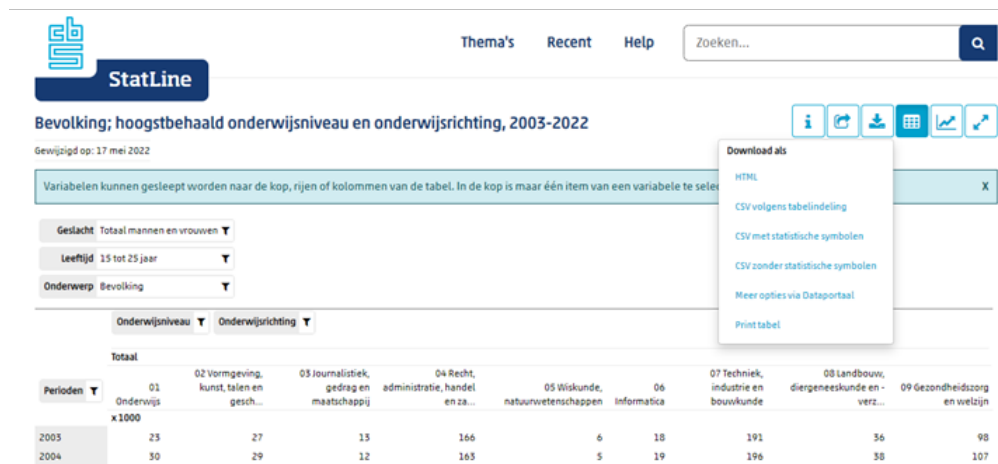 cbs
Thema's Recent Help Zoeken...
StatLine
Bevolking; hoogstbehaald onderwijsniveau en onderwijsrichting, 2003-2022
Gewijzigd op: 17 mei 2022
Download als
HTML
CSV volgens tabelindeling
CSV met statistische symbolen
CSV zonder statistische symbolen
Meer opties via Dataportaal
Print tabel
Variabelen kunnen gesleept worden naar de kop, rijen of kolommen van de tabel. In de kop is maar één item van een variabele te X
Geslacht Totaal mannen en vrouwen
Leeftijd 15 tot 25 jaar
Onderwerp Bevolking
Onderwijsniveau Onderwijsrichting
Totaal
Perioden
01 Onderwijs
02 Vormgeving, kunst, talen en gesch...
03 Journalistiek, gedrag en maatschappij
04 Recht, administratie, handel en za...
05 Wiskunde, natuurwetenschappen
06 Informatica
07 Techniek, industrie en bouwkunde
08 Landbouw, diergeneeskunde en -verz...
09 Gezondheidszorg en welzijn
x 1000
2003 23 27 13 166 6 18 191 36 98
2004 30 29 12 163 5 19 196 38 107